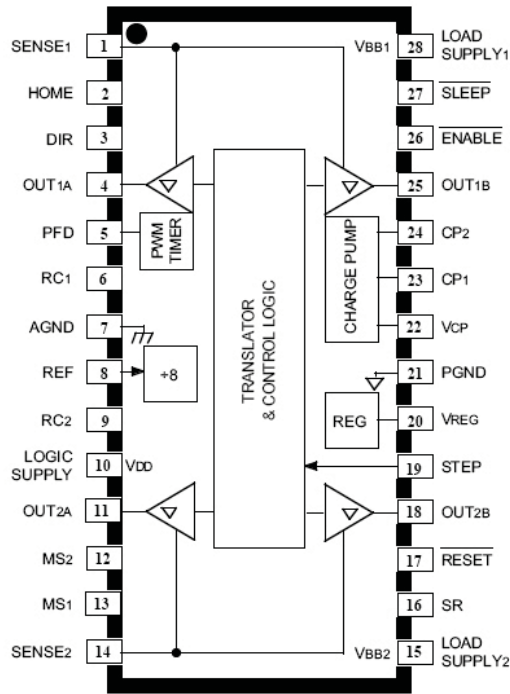 SENSE1 1 VBB1 28 LOAD SUPPLY1
HOME 2 27 SLEEP
DIR 3 26 ENABLE
OUT1A 4 25 OUT1B
PFD 5 PWM TIMER CHARGE PUMP 24 CP2
RC1 6 23 CP1
AGND 7 22 VCP
TRANSLATOR
& CONTROL LOGIC
REF 8 ÷8 21 PGND
RC2 9 REG 20 VREG
LOGIC SUPPLY 10 VDD 19 STEP
OUT2A 11 18 OUT2B
MS2 12 17 RESET
MS1 13 16 SR
SENSE2 14 VBB2 15 LOAD SUPPLY2